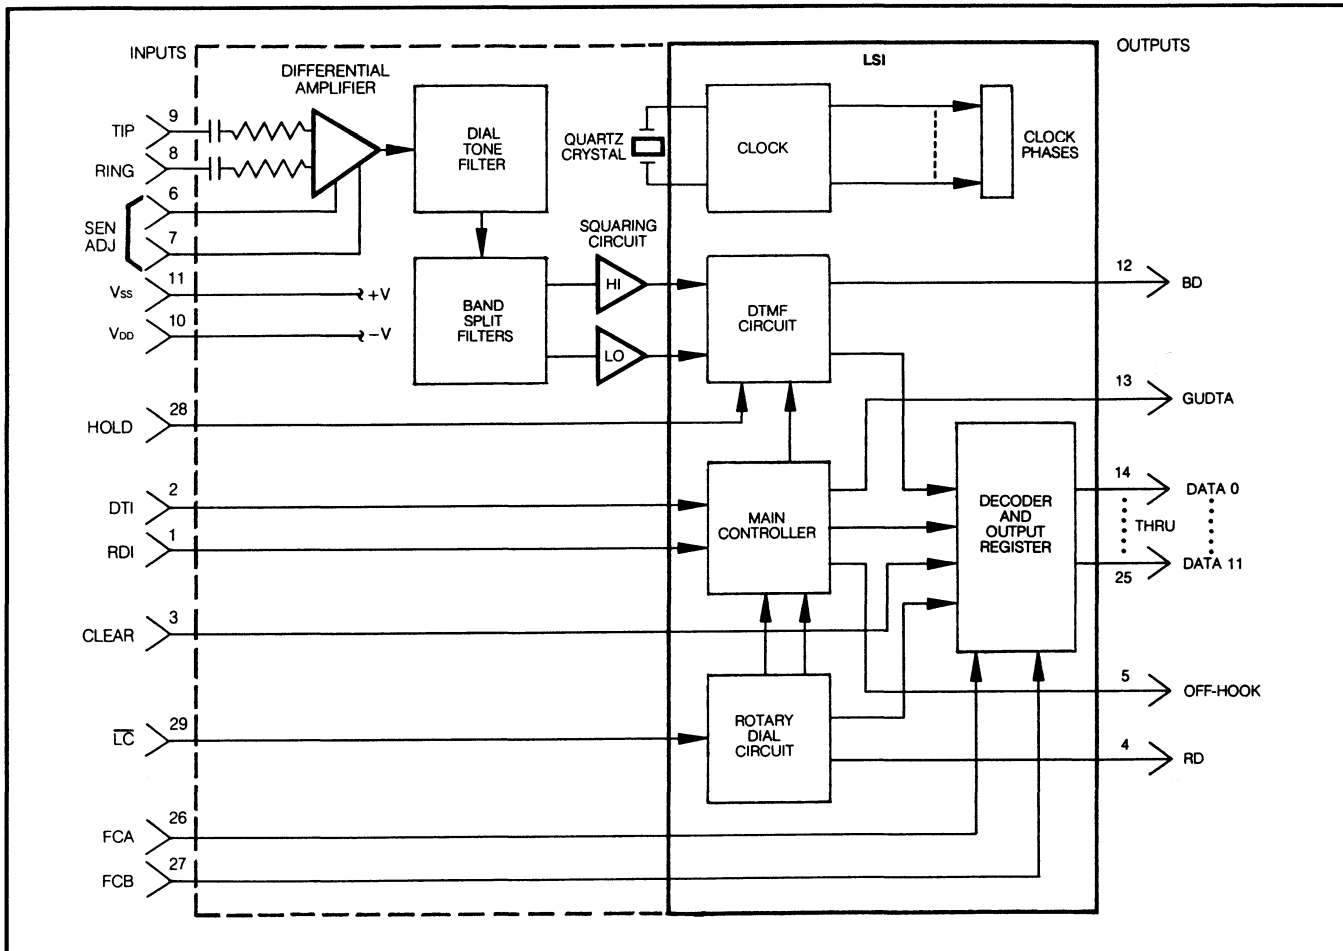 INPUTS
LSI
OUTPUTS
DIFFERENTIAL
AMPLIFIER
9
TIP
8
RING
6
SEN
ADJ
7
11
VSS
+V
10
VDD
−V
DIAL
TONE
FILTER
QUARTZ
CRYSTAL
CLOCK
CLOCK
PHASES
SQUARING
CIRCUIT
BAND
SPLIT
FILTERS
HI
LO
DTMF
CIRCUIT
12
BD
13
GUDTA
28
HOLD
2
DTI
1
RDI
MAIN
CONTROLLER
DECODER
AND
OUTPUT
REGISTER
14
DATA 0
THRU
25
DATA 11
3
CLEAR
5
OFF-HOOK
29
L̅C̅
ROTARY
DIAL
CIRCUIT
4
RD
26
FCA
27
FCB